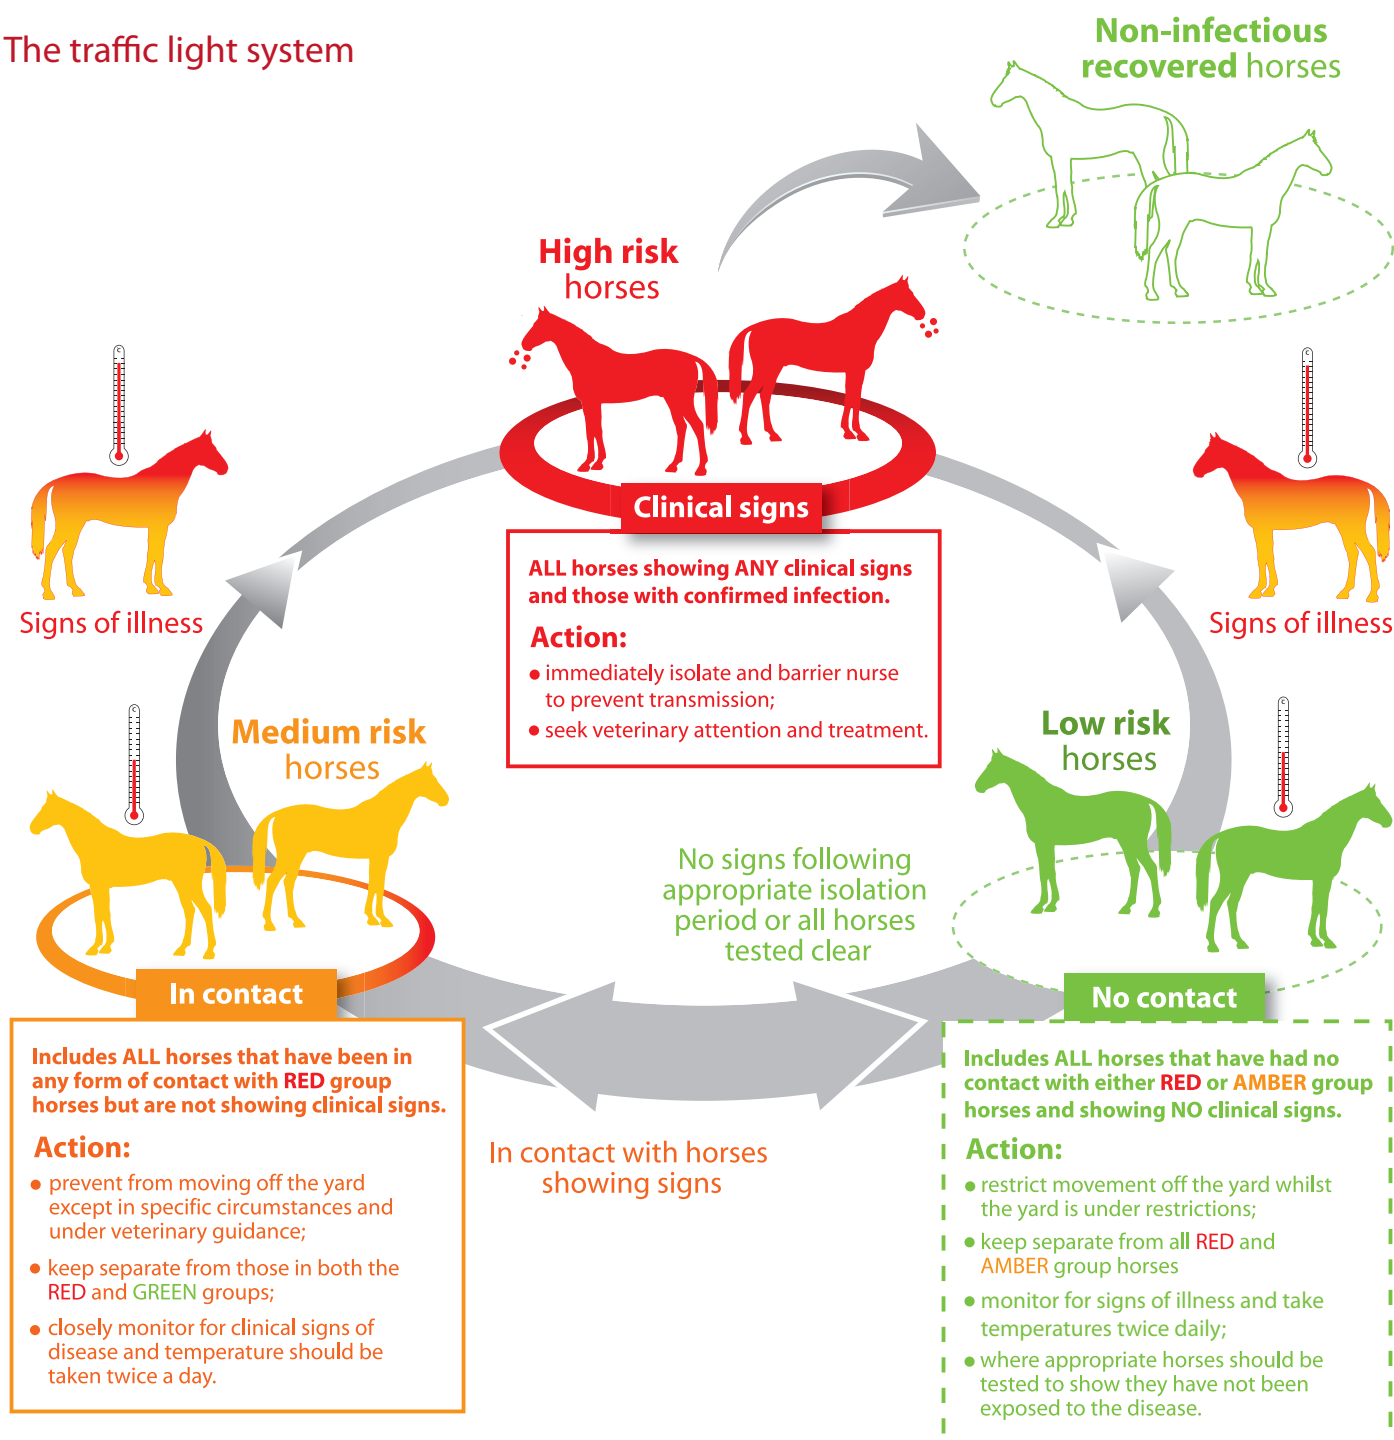 The traffic light system
Non-infectious
recovered horses
High risk
horses
Clinical signs
ALL horses showing ANY clinical signs
and those with confirmed infection.
Action:
• immediately isolate and barrier nurse
to prevent transmission;
• seek veterinary attention and treatment.
C
Signs of illness
C
Signs of illness
C
Medium risk
horses
In contact
Includes ALL horses that have been in
any form of contact with RED group
horses but are not showing clinical signs.
Action:
• prevent from moving off the yard
except in specific circumstances and
under veterinary guidance;
• keep separate from those in both the
RED and GREEN groups;
• closely monitor for clinical signs of
disease and temperature should be
taken twice a day.
No signs following
appropriate isolation
period or all horses
tested clear
In contact with horses
showing signs
C
Low risk
horses
No contact
Includes ALL horses that have had no
contact with either RED or AMBER group
horses and showing NO clinical signs.
Action:
• restrict movement off the yard whilst
the yard is under restrictions;
• keep separate from all RED and
AMBER group horses
• monitor for signs of illness and take
temperatures twice daily;
• where appropriate horses should be
tested to show they have not been
exposed to the disease.